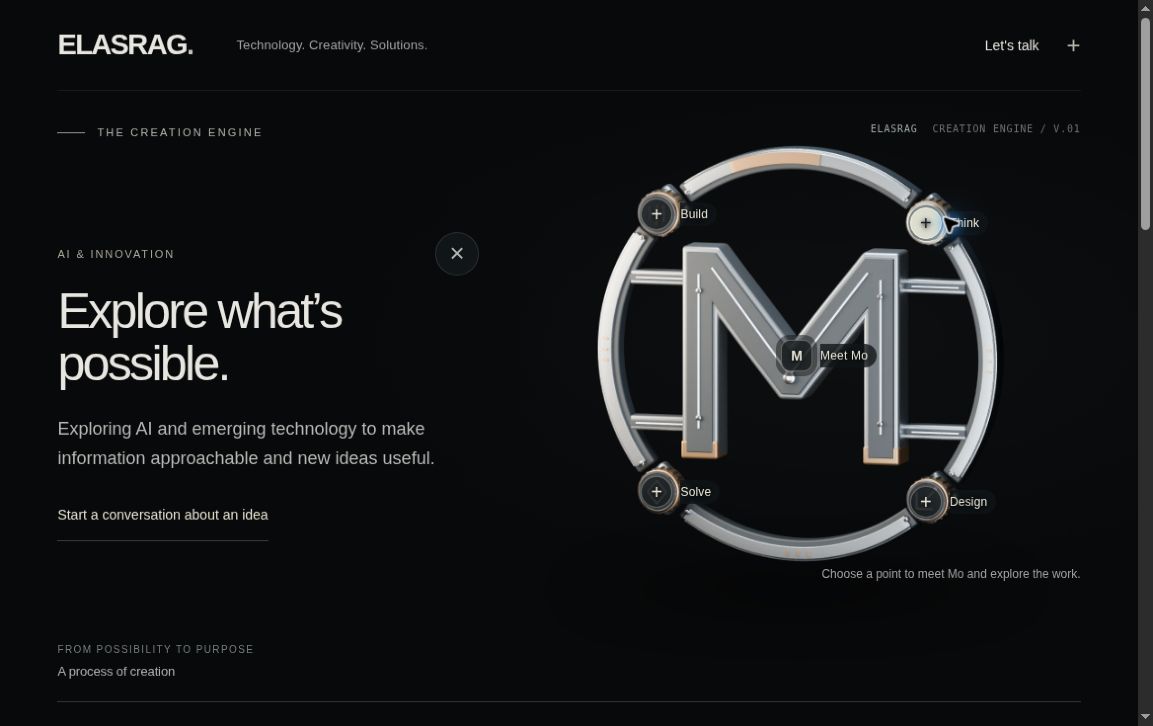 ELASRAG.
Technology. Creativity. Solutions.
Let's talk
THE CREATION ENGINE
ELASRAG CREATION ENGINE / V.01
AI & INNOVATION
Explore what’s
possible.
Exploring AI and emerging technology to make
information approachable and new ideas useful.
Start a conversation about an idea
Build
Think
M
Meet Mo
Solve
Design
Choose a point to meet Mo and explore the work.
FROM POSSIBILITY TO PURPOSE
A process of creation